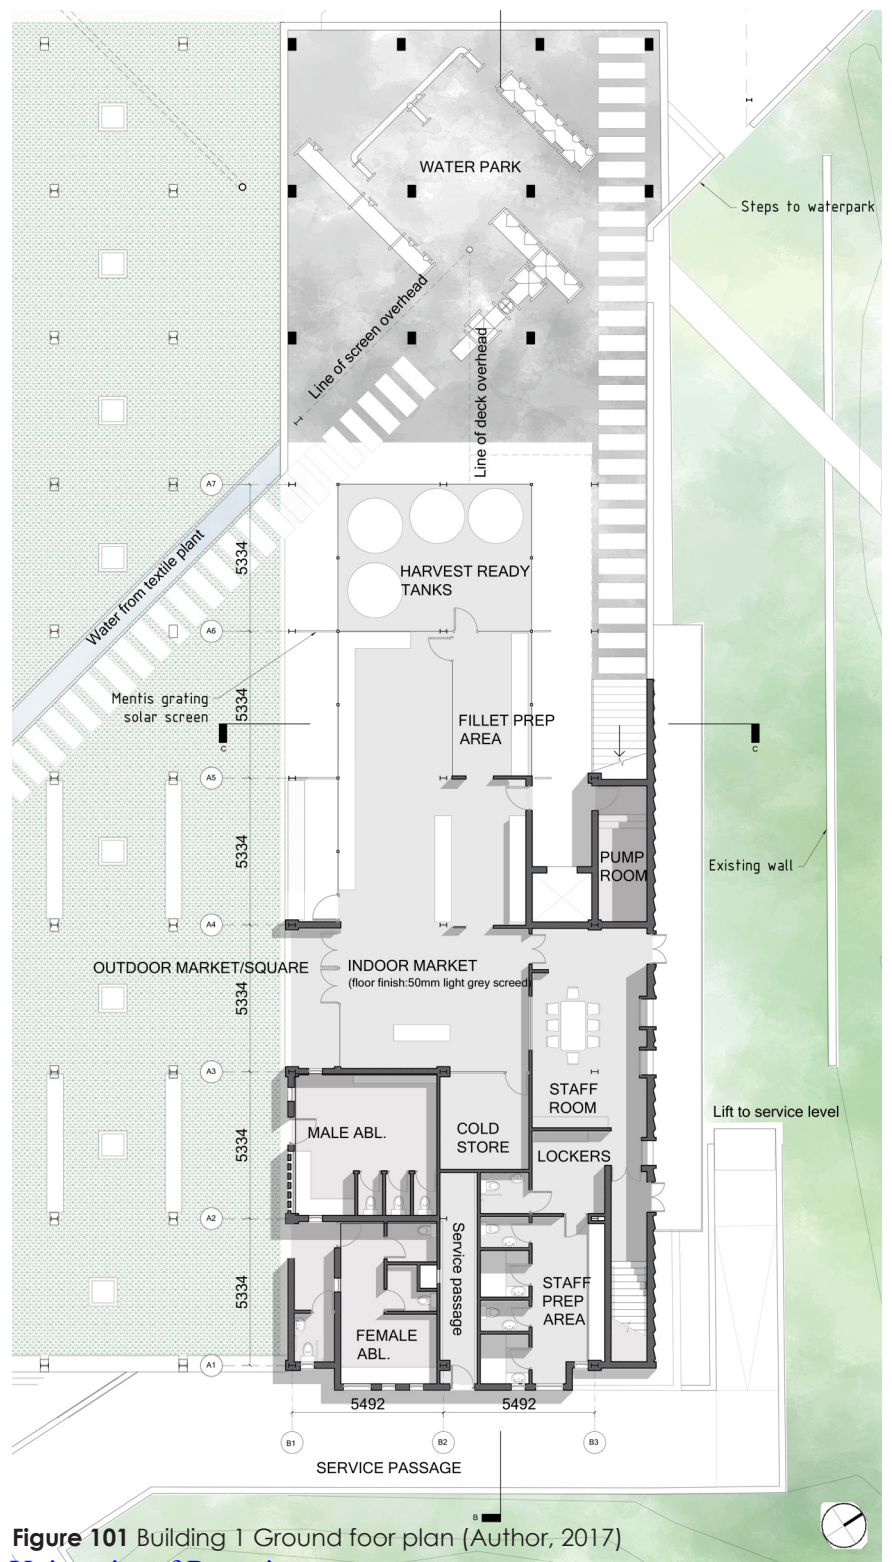 WATER PARK
Steps to waterpark
Line of screen overhead
Line of deck overhead
A7
5334
HARVEST READY
TANKS
Water from textile plant
A6
Mentis grating
solar screen
5334
FILLET PREP
AREA
C
C
A5
5334
PUMP
ROOM
Existing wall
A4
OUTDOOR MARKET/SQUARE
INDOOR MARKET
(floor finish:50mm light grey screed)
5334
A3
STAFF
ROOM
Lift to service level
MALE ABL.
COLD
STORE
5334
LOCKERS
A2
Service passage
5334
STAFF
PREP
AREA
FEMALE
ABL.
A1
5492
5492
B1
B2
B3
SERVICE PASSAGE
B
Figure 101 Building 1 Ground foor plan (Author, 2017)